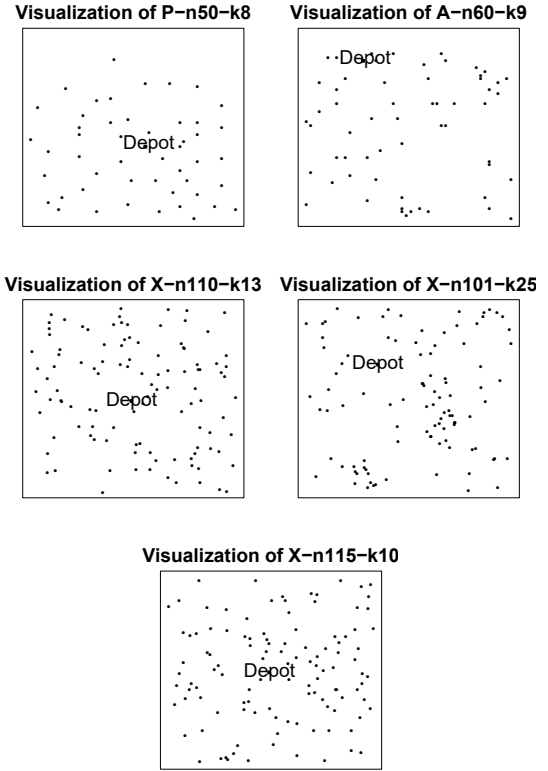 Visualization of P−n50−k8
Depot
Visualization of A−n60−k9
Depot
Visualization of X−n110−k13
Depot
Visualization of X−n101−k25
Depot
Visualization of X−n115−k10
Depot